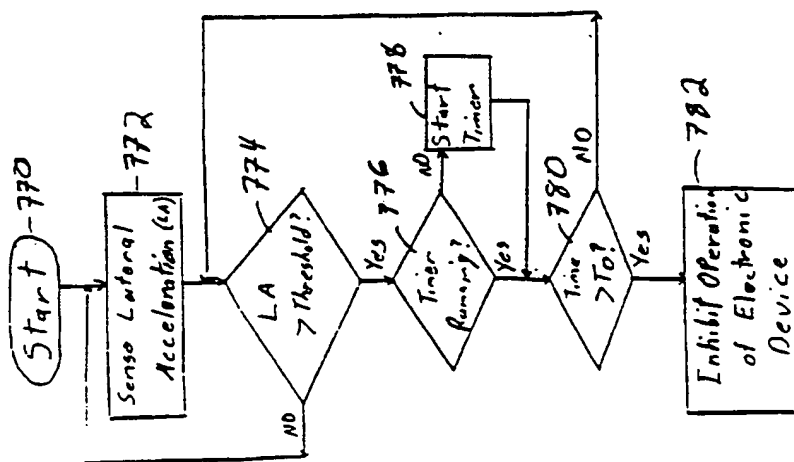 Start
770
Sense Lateral
Acceleration (LA)
772
LA
> Threshold?
774
NO
Yes
Timer
Running?
776
NO
Start
Timer
778
Yes
Time
> To?
780
NO
Yes
Inhibit Operation
of Electronic
Device
782